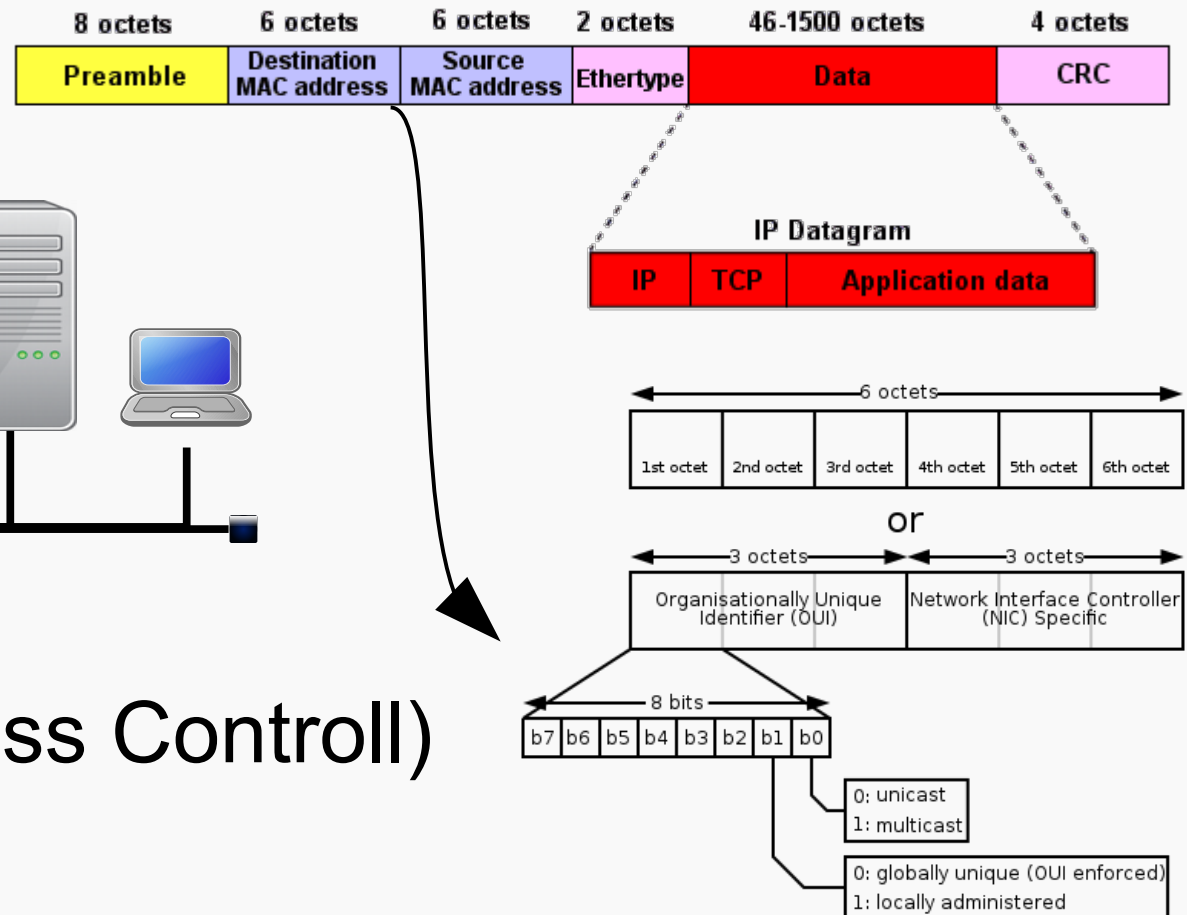 8 octets 6 octets 6 octets 2 octets 46-1500 octets 4 octets
Preamble Destination MAC address Source MAC address Ethertype Data CRC
IP Datagram
IP TCP Application data
6 octets
1st octet 2nd octet 3rd octet 4th octet 5th octet 6th octet
or
3 octets 3 octets
Organisationally Unique Network Interface Controller
Identifier (OUI) (NIC) Specific
8 bits
ss Controll)
b7 b6 b5 b4 b3 b2 b1 b0
0: unicast
1: multicast
0: globally unique (OUI enforced)
1: locally administered